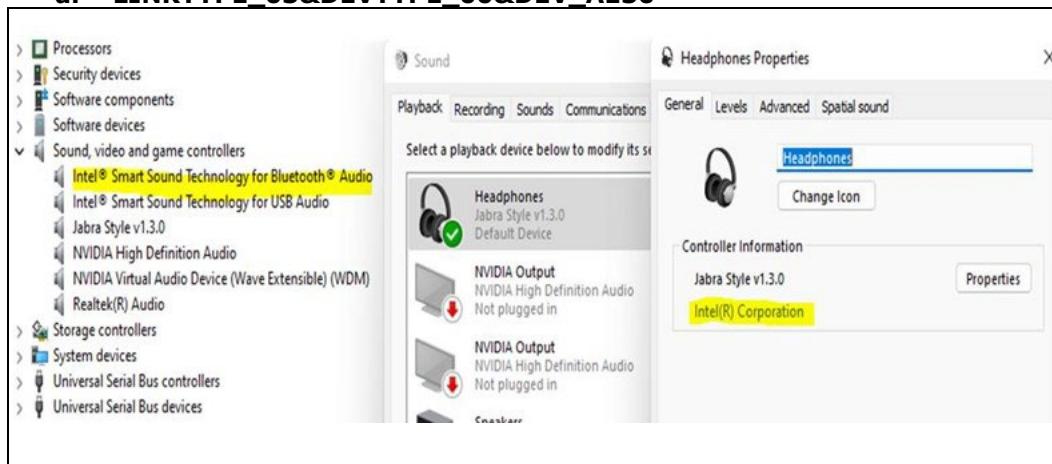 Processors
Security devices
Software components
Software devices
Sound, video and game controllers
Intel® Smart Sound Technology for Bluetooth® Audio
Intel® Smart Sound Technology for USB Audio
Jabra Style v1.3.0
NVIDIA High Definition Audio
NVIDIA Virtual Audio Device (Wave Extensible) (WDM)
Realtek(R) Audio
Storage controllers
System devices
Universal Serial Bus controllers
Universal Serial Bus devices
Sound
Playback Recording Sounds Communications
Select a playback device below to modify its se
Headphones
Jabra Style v1.3.0
Default Device
NVIDIA Output
NVIDIA High Definition Audio
Not plugged in
NVIDIA Output
NVIDIA High Definition Audio
Not plugged in
Headphones Properties
General Levels Advanced Spatial sound
Headphones
Change Icon
Controller Information
Jabra Style v1.3.0
Properties
Intel(R) Corporation